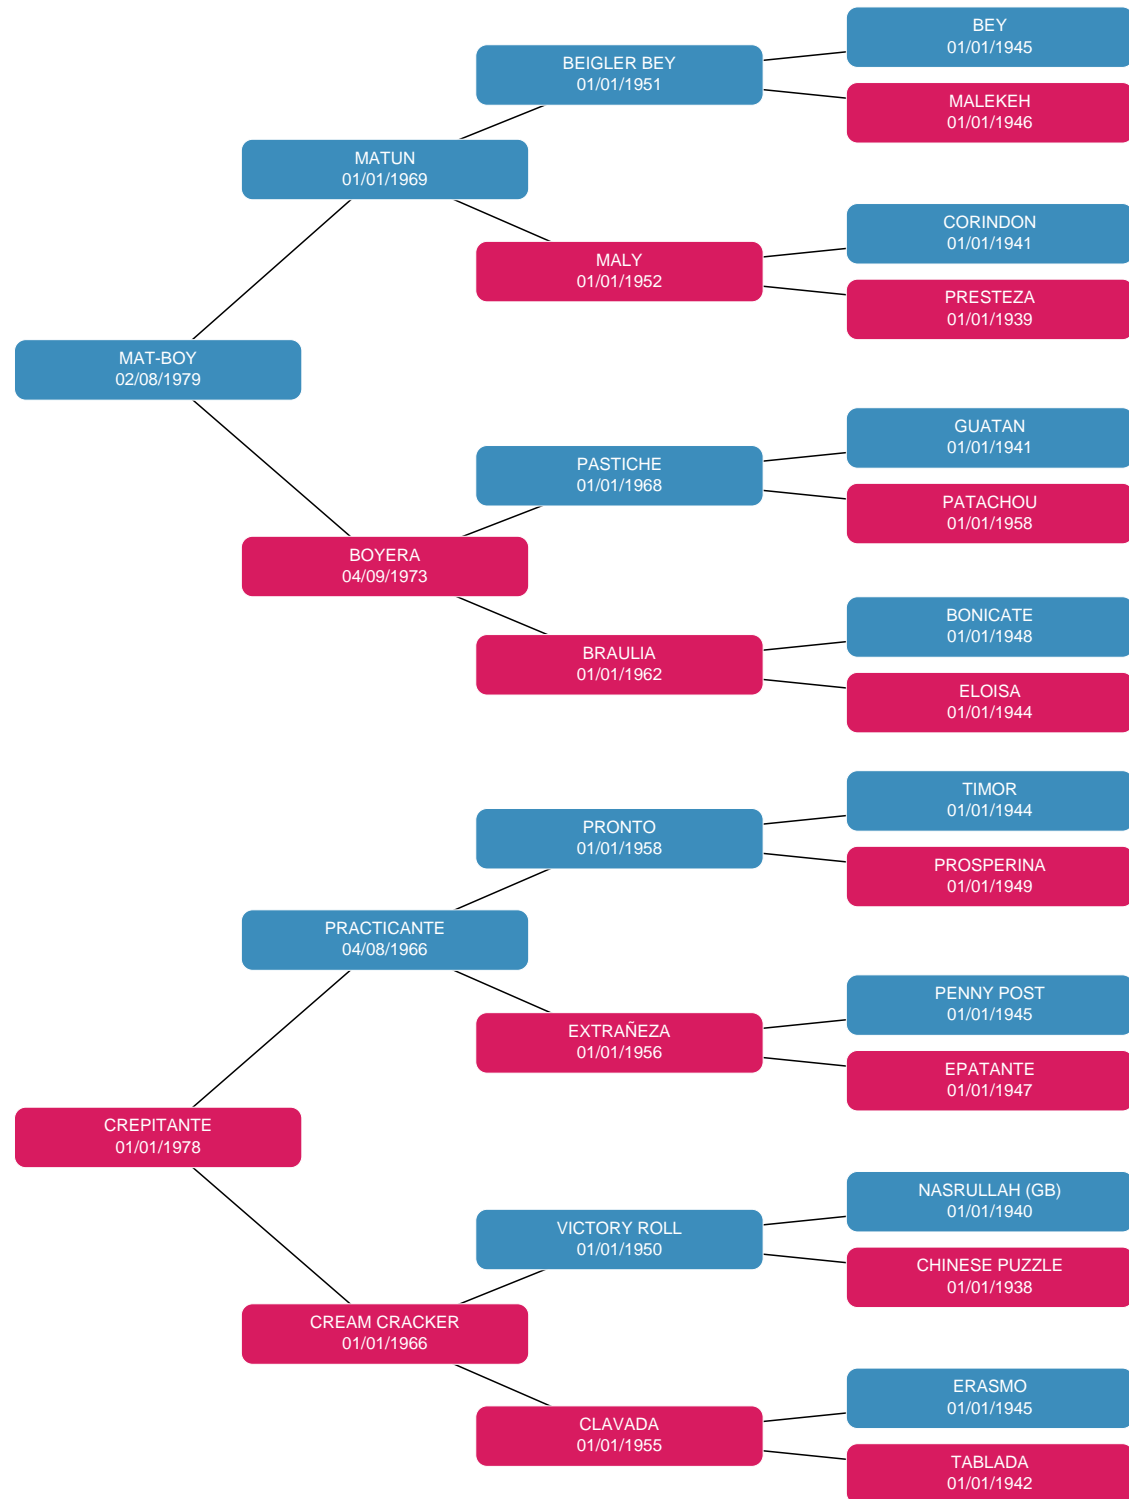 BEY
01/01/1945
BEIGLER BEY
01/01/1951
MALEKEH
01/01/1946
MATUN
01/01/1969
CORINDON
01/01/1941
MALY
01/01/1952
PRESTEZA
01/01/1939
MAT-BOY
02/08/1979
GUATAN
01/01/1941
PASTICHE
01/01/1968
PATACHOU
01/01/1958
BOYERA
04/09/1973
BONICATE
01/01/1948
BRAULIA
01/01/1962
ELOISA
01/01/1944
TIMOR
01/01/1944
PRONTO
01/01/1958
PROSPERINA
01/01/1949
PRACTICANTE
04/08/1966
PENNY POST
01/01/1945
EXTRAÑEZA
01/01/1956
EPATANTE
01/01/1947
CREPITANTE
01/01/1978
NASRULLAH (GB)
01/01/1940
VICTORY ROLL
01/01/1950
CHINESE PUZZLE
01/01/1938
CREAM CRACKER
01/01/1966
ERASMO
01/01/1945
CLAVADA
01/01/1955
TABLADA
01/01/1942